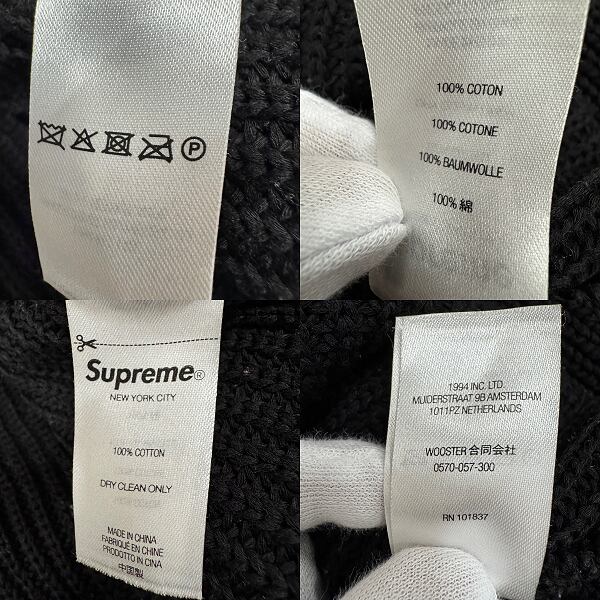 P
100% COTON
100% COTONE
100% BAUMWOLLE
100% 綿
Supreme®
NEW YORK CITY
100% COTTON
DRY CLEAN ONLY
MADE IN CHINA
FABRIQUÉ EN CHINE
PRODOTTO IN CINA
中国製
1994 INC. LTD.
MUIDERSTRAAT 9B AMSTERDAM
1011PZ NETHERLANDS
WOOSTER 合同会社
0570-057-300
RN 101837